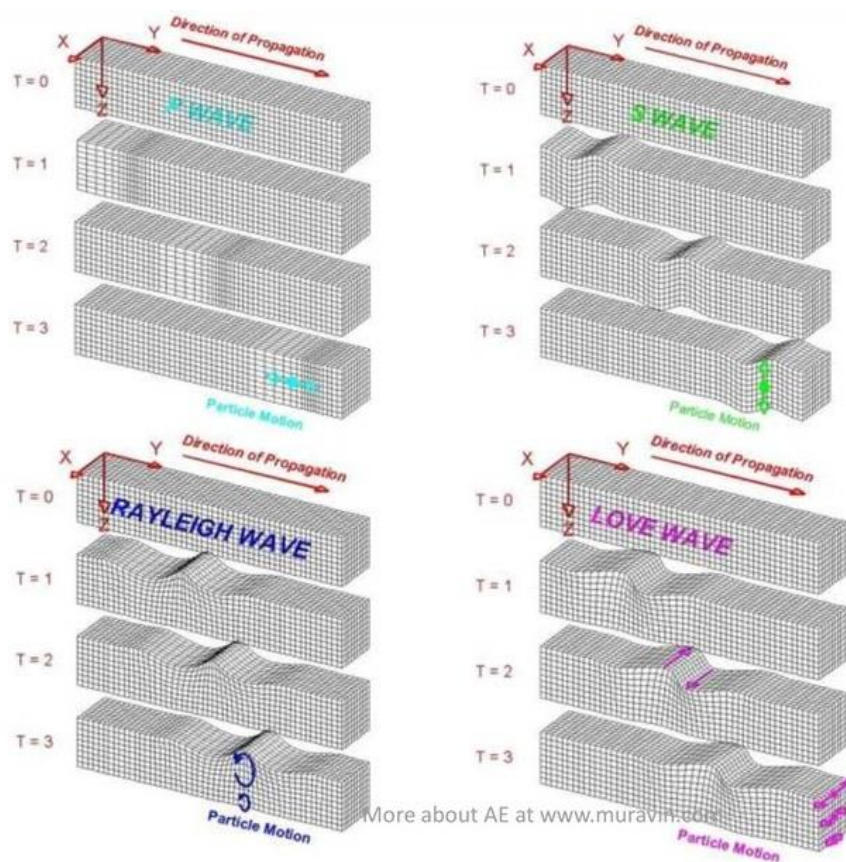 Direction of Propagation
X
Y
Z
T = 0
P WAVE
T = 1
T = 2
T = 3
Particle Motion
Direction of Propagation
X
Y
Z
T = 0
S WAVE
T = 1
T = 2
T = 3
Particle Motion
Direction of Propagation
X
Y
Z
T = 0
RAYLEIGH WAVE
T = 1
T = 2
T = 3
Particle Motion
Direction of Propagation
X
Y
Z
T = 0
LOVE WAVE
T = 1
T = 2
T = 3
Particle Motion
More about AE at www.muravin.com